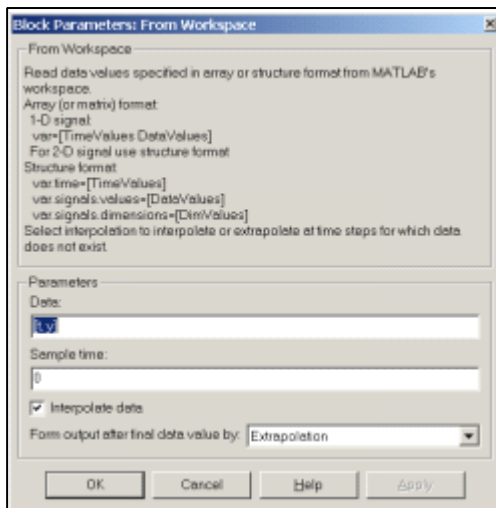 Block Parameters: From Workspace
From Workspace
Read data values specified in array or structure format from MATLAB's
workspace.
Array (or matrix) format:
1-D signal:
var=[TimeValues DataValues]
For 2-D signal use structure format
Structure format:
var.time=[TimeValues]
var.signals.values=[DataValues]
var.signals.dimensions=[DimValues]
Select interpolation to interpolate or extrapolate at time steps for which data
does not exist.
Parameters
Data:
[t,y]
Sample time:
0
Interpolate data
Form output after final data value by: Extrapolation
OK Cancel Help Apply